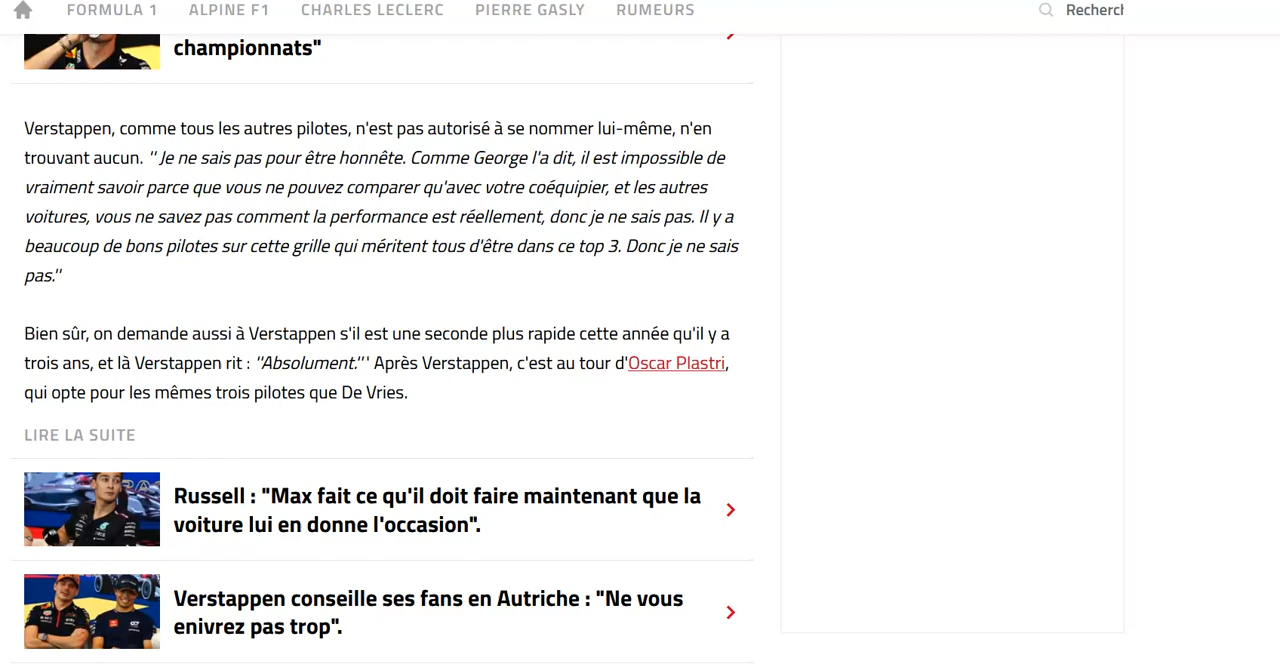 FORMULA 1 ALPINE F1 CHARLES LECLERC PIERRE GASLY RUMEURS Recherch
championnats"
Verstappen, comme tous les autres pilotes, n'est pas autorisé à se nommer lui-même, n'en
trouvant aucun. '' Je ne sais pas pour être honnête. Comme George l'a dit, il est impossible de
vraiment savoir parce que vous ne pouvez comparer qu'avec votre coéquipier, et les autres
voitures, vous ne savez pas comment la performance est réellement, donc je ne sais pas. Il y a
beaucoup de bons pilotes sur cette grille qui méritent tous d'être dans ce top 3. Donc je ne sais
pas.''
Bien sûr, on demande aussi à Verstappen s'il est une seconde plus rapide cette année qu'il y a
trois ans, et là Verstappen rit : ''Absolument.''' Après Verstappen, c'est au tour d'Oscar Plastri,
qui opte pour les mêmes trois pilotes que De Vries.
LIRE LA SUITE
Russell : "Max fait ce qu'il doit faire maintenant que la
voiture lui en donne l'occasion".
Verstappen conseille ses fans en Autriche : "Ne vous
enivrez pas trop".